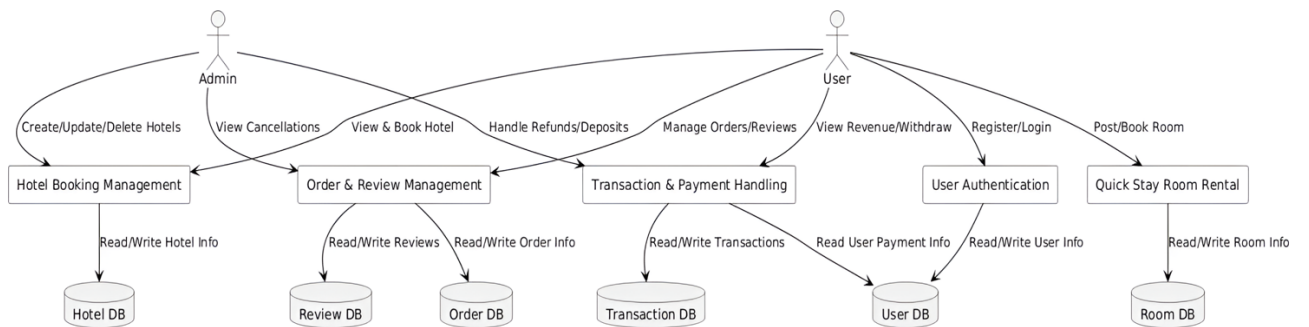 Admin
User
Create/Update/Delete Hotels
View Cancellations
View & Book Hotel
Handle Refunds/Deposits
Manage Orders/Reviews
View Revenue/Withdraw
Register/Login
Post/Book Room
Hotel Booking Management
Order & Review Management
Transaction & Payment Handling
User Authentication
Quick Stay Room Rental
Read/Write Hotel Info
Read/Write Reviews
Read/Write Order Info
Read/Write Transactions
Read User Payment Info
Read/Write User Info
Read/Write Room Info
Hotel DB
Review DB
Order DB
Transaction DB
User DB
Room DB